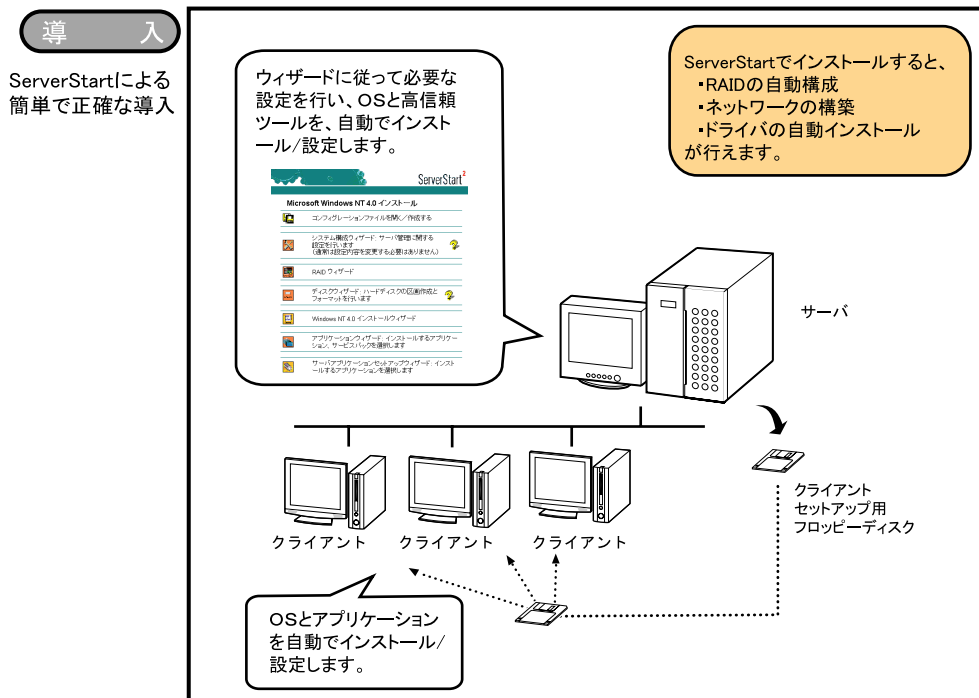 導 入
ServerStartによる
簡単で正確な導入
ウィザードに従って必要な
設定を行い、OSと高信頼
ツールを、自動でインスト
ール/設定します。
ServerStart2
Microsoft Windows NT 4.0 インストール
コンフィグレーションファイルを開く／作成する
システム構成ウィザード: サーバ管理に関する
設定を行います
(通常は設定内容を変更する必要はありません)
RAID ウィザード
ディスクウィザード: ハードディスクの区画作成と
フォーマットを行います
Windows NT 4.0 インストールウィザード
アプリケーションウィザード: インストールするアプリケー
ション、サービスパックを選択します
サーバアプリケーションセットアップウィザード: インスト
ールするアプリケーションを選択します
ServerStartでインストールすると、
・RAIDの自動構成
・ネットワークの構築
・ドライバの自動インストール
が行えます。
サーバ
クライアント
セットアップ用
フロッピーディスク
クライアント
クライアント
クライアント
OSとアプリケーション
を自動でインストール/
設定します。